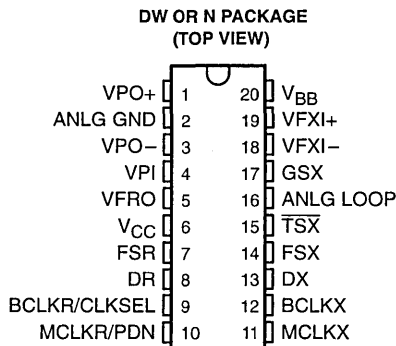 DW OR N PACKAGE
(TOP VIEW)
VPO+ 1 20 VBB
ANLG GND 2 19 VFXI+
VPO− 3 18 VFXI−
VPI 4 17 GSX
VFRO 5 16 ANLG LOOP
VCC 6 15 TSX
FSR 7 14 FSX
DR 8 13 DX
BCLKR/CLKSEL 9 12 BCLKX
MCLKR/PDN 10 11 MCLKX